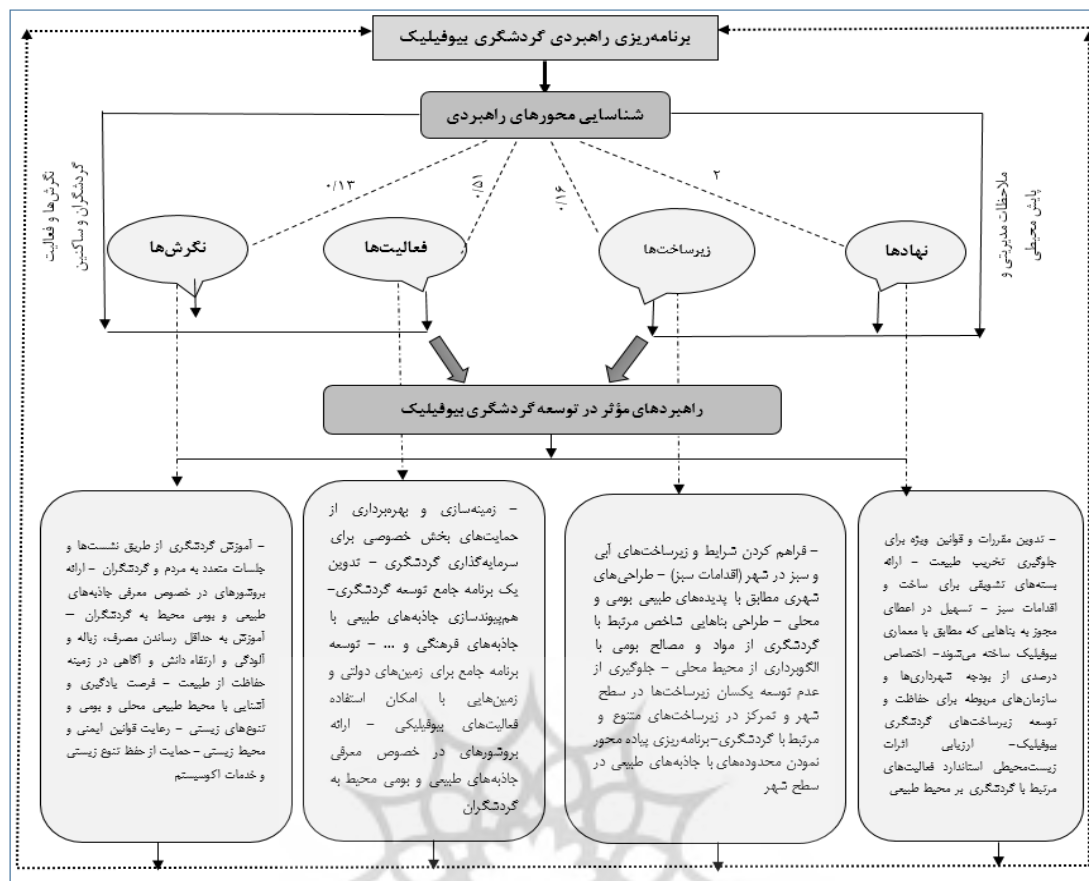 برنامه‌ریزی راهبردی گردشگری بیوفیلیک
شناسایی محورهای راهبردی
ملاحظات مدیریتی و
پایش محیطی
نگرش‌ها و فعالیت
گردشگران و ساکنین
۲
۰/۱۶
۰/۵۱
۰/۱۳
نهادها
زیرساخت‌ها
فعالیت‌ها
نگرش‌ها
راهبردهای مؤثر در توسعه گردشگری بیوفیلیک
- تدوین مقررات و قوانین ویژه برای
جلوگیری تخریب طبیعت - ارائه
بسته‌های تشویقی برای ساخت و
اقدامات سبز - تسهیل در اعطای
مجوز به بناهایی که مطابق با معماری
بیوفیلیک ساخته می‌شوند- اختصاص
درصدی از بودجه شهرداری‌ها و
سازمان‌های مربوطه برای حفاظت و
توسعه زیرساخت‌های گردشگری
بیوفیلیک- ارزیابی اثرات
زیست‌محیطی استاندارد فعالیت‌های
مرتبط با گردشگری بر محیط طبیعی
- فراهم کردن شرایط و زیرساخت‌های آبی
و سبز در شهر (اقدامات سبز) - طراحی‌های
شهری مطابق با پدیده‌های طبیعی بومی و
محلی - طراحی بناهایی شاخص مرتبط با
گردشگری از مواد و مصالح بومی با
الگوبرداری از محیط محلی - جلوگیری از
عدم توسعه یکسان زیرساخت‌ها در سطح
شهر و تمرکز در زیرساخت‌های متنوع و
مرتبط با گردشگری-برنامه‌ریزی پیاده محور
نمودن محدوده‌های با جاذبه‌های طبیعی در
سطح شهر
- زمینه‌سازی و بهره‌برداری از
حمایت‌های بخش خصوصی برای
سرمایه‌گذاری گردشگری - تدوین
یک برنامه جامع توسعه گردشگری-
هم‌پیوندسازی جاذبه‌های طبیعی با
جاذبه‌های فرهنگی و ... - توسعه
برنامه جامع برای زمین‌های دولتی و
زمین‌هایی با امکان استفاده
فعالیت‌های بیوفیلیکی - ارائه
بروشورهای در خصوص معرفی
جاذبه‌های طبیعی و بومی محیط به
گردشگران
- آموزش گردشگری از طریق نشست‌ها و
جلسات متعدد به مردم و گردشگران - ارائه
بروشورهای در خصوص معرفی جاذبه‌های
طبیعی و بومی محیط به گردشگران -
آموزش به حداقل رساندن مصرف، زباله و
آلودگی و ارتقاء دانش و آگاهی در زمینه
حفاظت از طبیعت - فرصت یادگیری و
آشنایی با محیط طبیعی محلی و بومی و
تنوع‌های زیستی - رعایت قوانین ایمنی و
محیط زیستی - حمایت از حفظ تنوع زیستی
و خدمات اکوسیستم